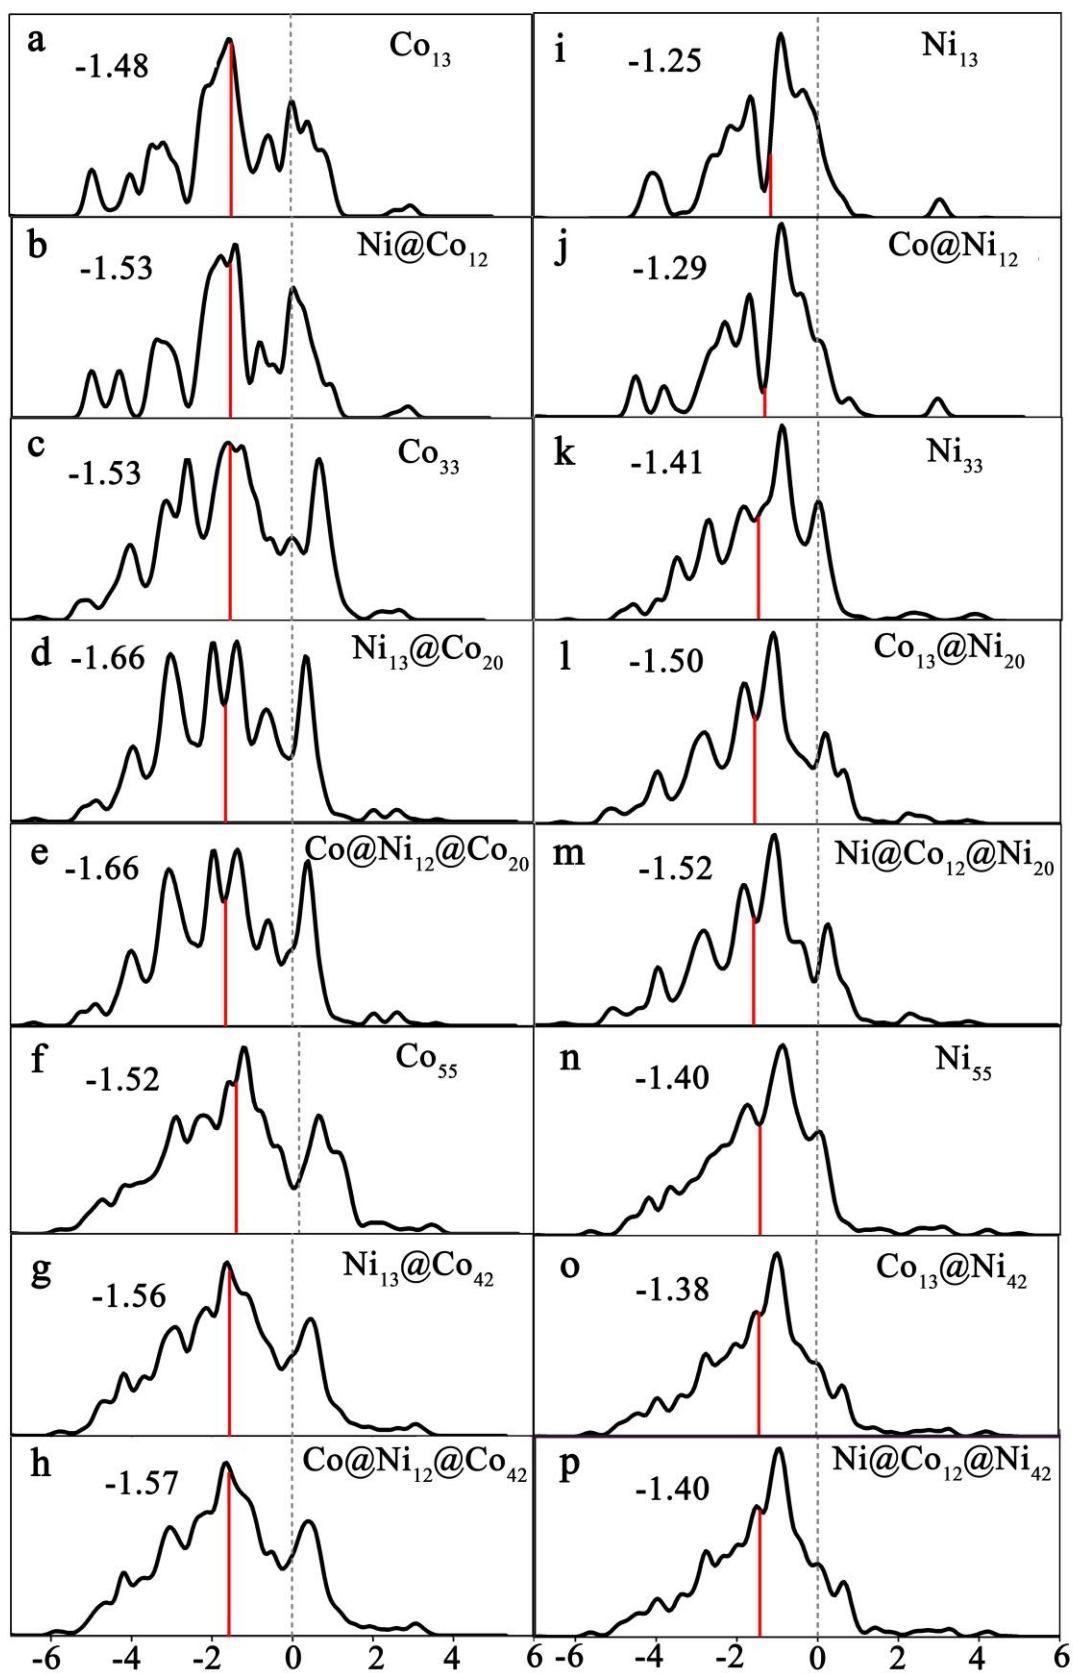 a -1.48 Co13
i -1.25 Ni13
b -1.53 Ni@Co12
j -1.29 Co@Ni12
c -1.53 Co33
k -1.41 Ni33
d -1.66 Ni13@Co20
l -1.50 Co13@Ni20
e -1.66 Co@Ni12@Co20
m -1.52 Ni@Co12@Ni20
f -1.52 Co55
n -1.40 Ni55
g -1.56 Ni13@Co42
o -1.38 Co13@Ni42
h -1.57 Co@Ni12@Co42
p -1.40 Ni@Co12@Ni42
-6 -4 -2 0 2 4 6 -6 -4 -2 0 2 4 6